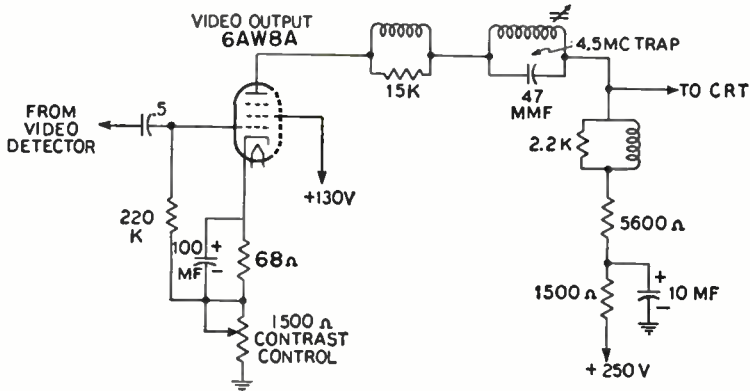 VIDEO OUTPUT
6AW8A
4.5MC TRAP
15K
47
MMF
TO CRT
.5
FROM
VIDEO
DETECTOR
2.2K
+130V
220
K
100
MF
+
-
68Ω
5600Ω
1500Ω
CONTRAST
CONTROL
1500Ω
+
-
10 MF
+250V